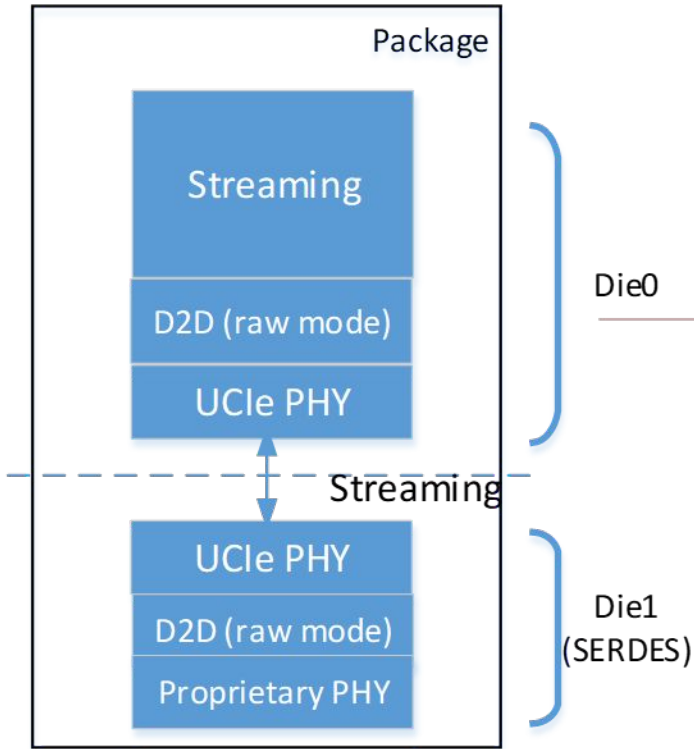 Package
Streaming
D2D (raw mode)
UCIe PHY
Die0
Streaming
UCIe PHY
D2D (raw mode)
Proprietary PHY
Die1
(SERDES)